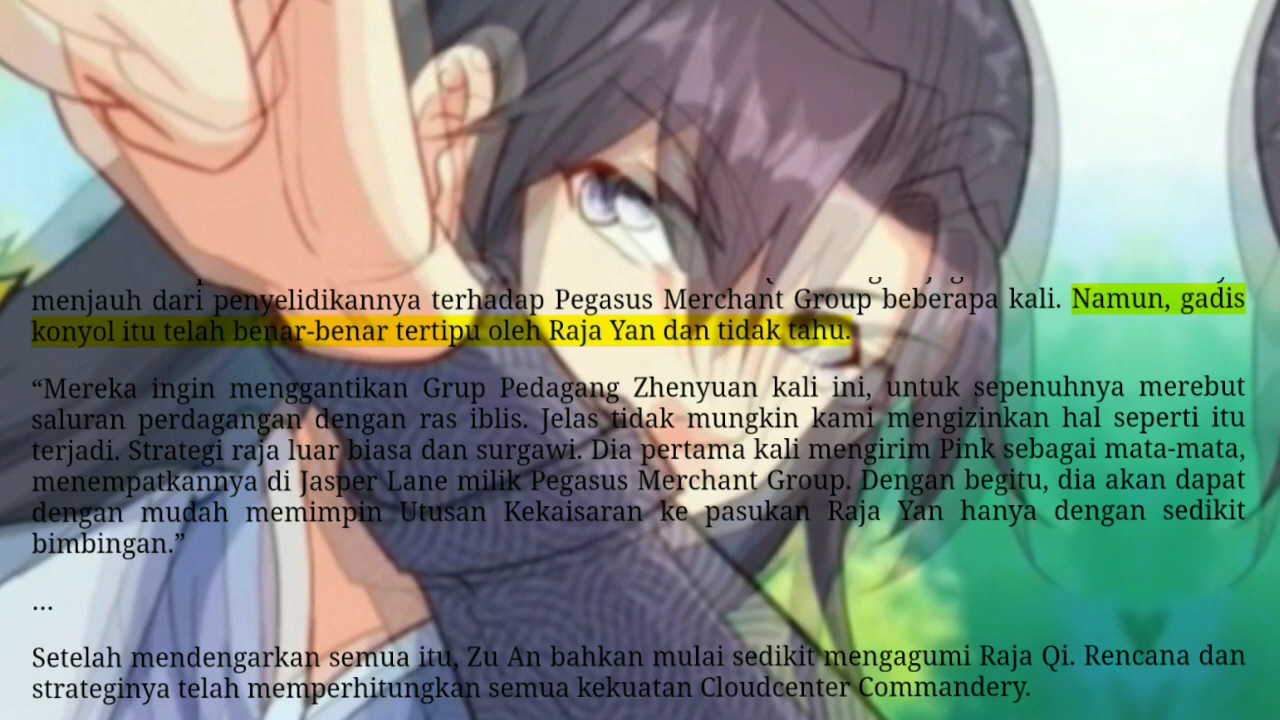 menjauh dari penyelidikannya terhadap Pegasus Merchant Group beberapa kali. Namun, gadis
konyol itu telah benar-benar tertipu oleh Raja Yan dan tidak tahu.
“Mereka ingin menggantikan Grup Pedagang Zhenyuan kali ini, untuk sepenuhnya merebut
saluran perdagangan dengan ras iblis. Jelas tidak mungkin kami mengizinkan hal seperti itu
terjadi. Strategi raja luar biasa dan surgawi. Dia pertama kali mengirim Pink sebagai mata-mata,
menempatkannya di Jasper Lane milik Pegasus Merchant Group. Dengan begitu, dia akan dapat
dengan mudah memimpin Utusan Kekaisaran ke pasukan Raja Yan hanya dengan sedikit
bimbingan.”
...
Setelah mendengarkan semua itu, Zu An bahkan mulai sedikit mengagumi Raja Qi. Rencana dan
strateginya telah memperhitungkan semua kekuatan Cloudcenter Commandery.